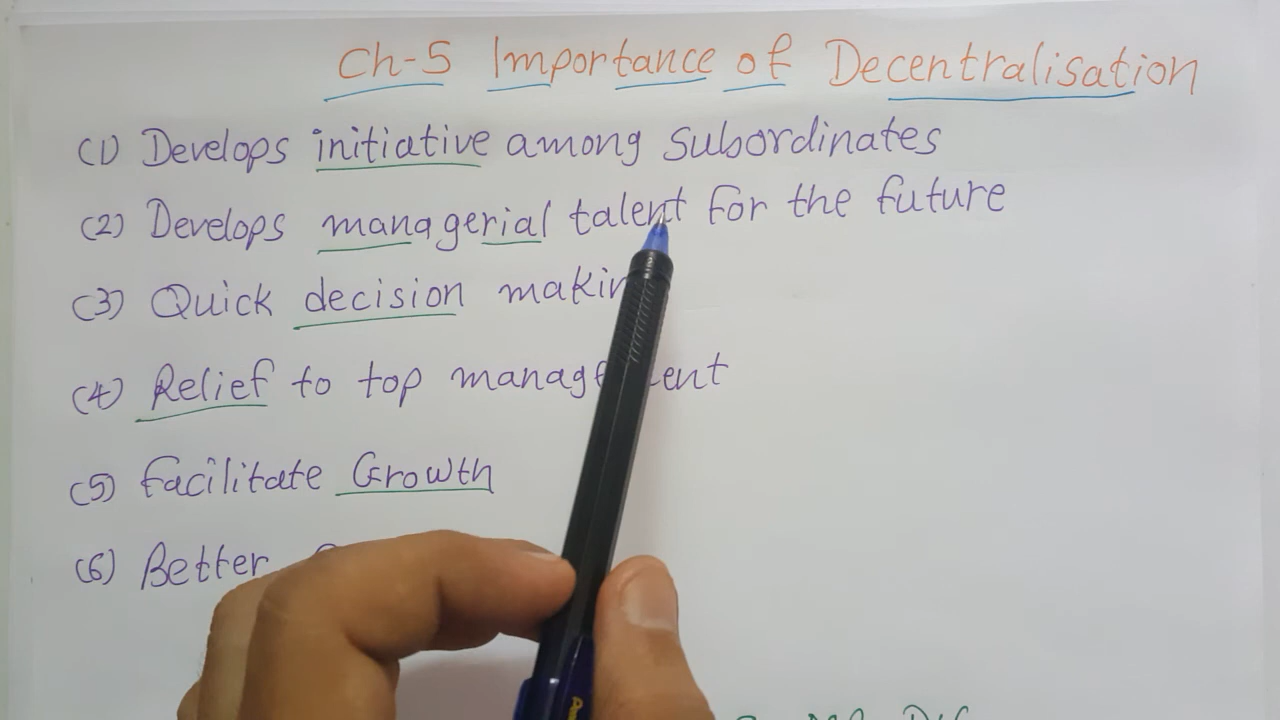 Ch-5 Importance of Decentralisation
(1) Develops initiative among Subordinates
(2) Develops managerial talent for the future
(3) Quick decision
(4) Relief to top
(5) Facilitate Growth
(6) Better